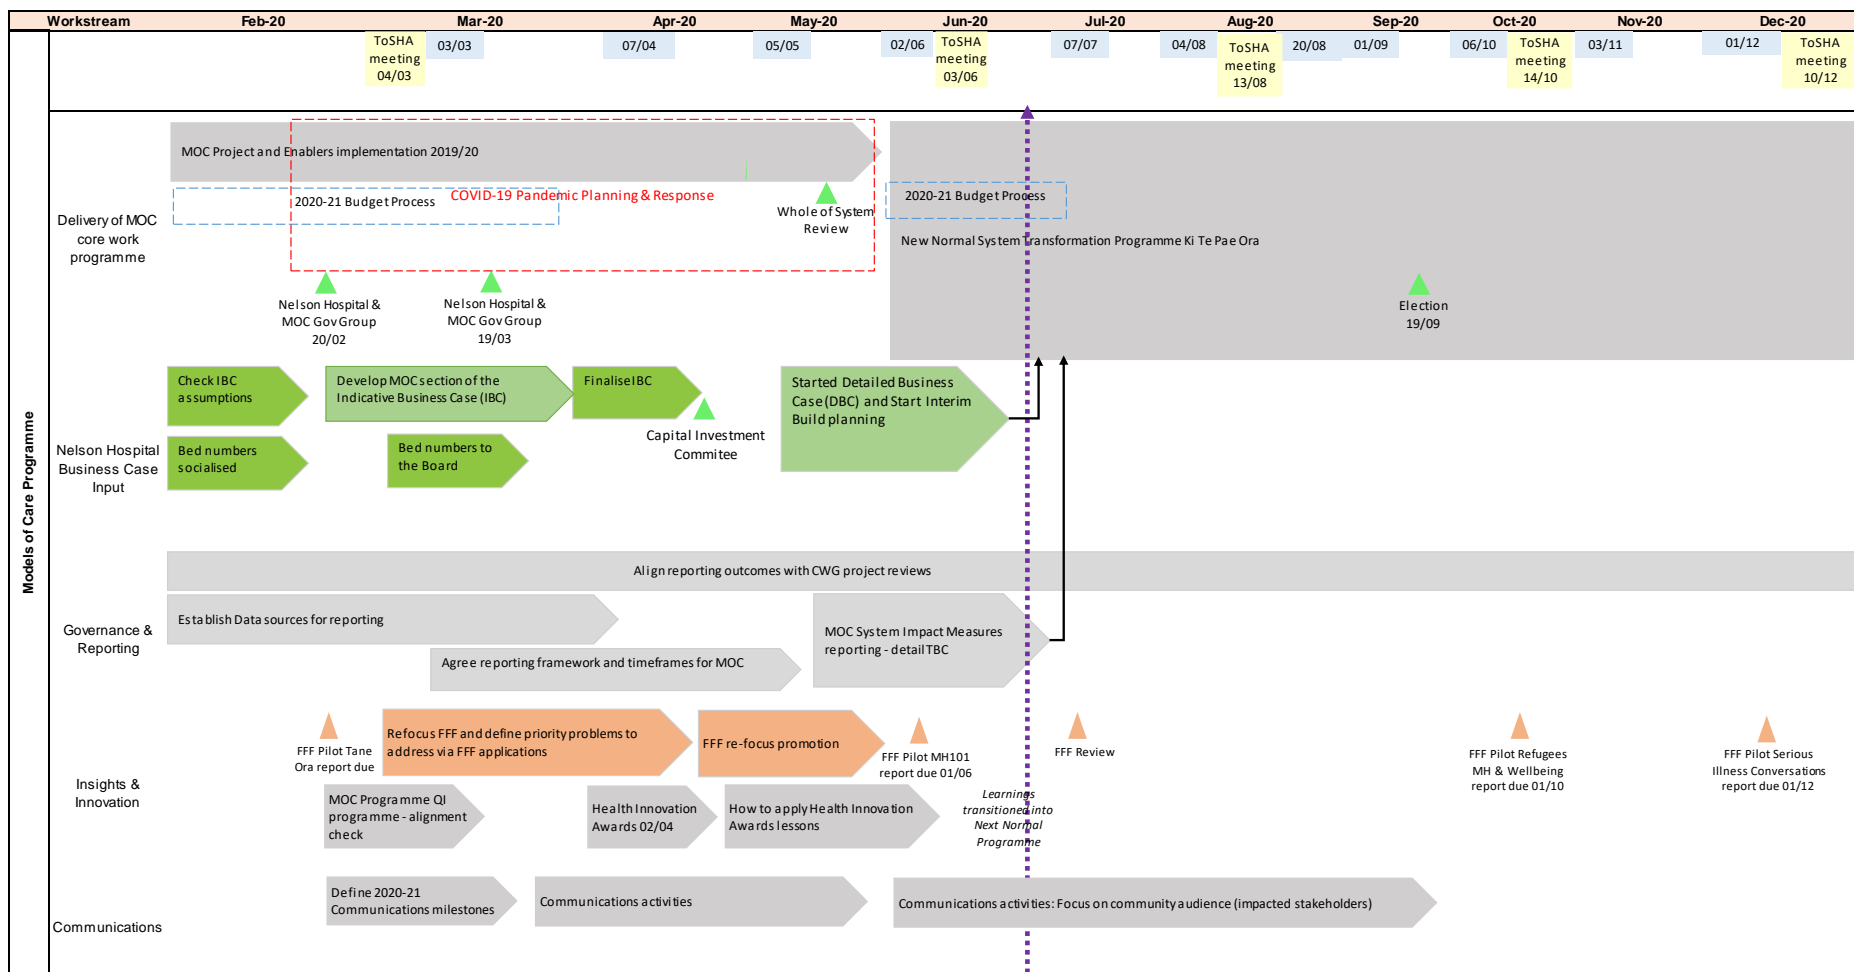 Workstream Feb-20 Mar-20 Apr-20 May-20 Jun-20 Jul-20 Aug-20 Sep-20 Oct-20 Nov-20 Dec-20
ToSHA
meeting
04/03
03/03
07/04
05/05
02/06
ToSHA
meeting
03/06
07/07
04/08
ToSHA
meeting
13/08
20/08
01/09
06/10
ToSHA
meeting
14/10
03/11
01/12
ToSHA
meeting
10/12
Models of Care Programme
Delivery of MOC
core work
programme
MOC Project and Enablers implementation 2019/20
COVID-19 Pandemic Planning & Response
2020-21 Budget Process
Whole of System
Review
2020-21 Budget Process
New Normal System Transformation Programme Ki Te Pae Ora
Nelson Hospital &
MOC Gov Group
20/02
Nelson Hospital &
MOC Gov Group
19/03
Election
19/09
Nelson Hospital
Business Case
Input
Check IBC
assumptions
Develop MOC section of the
Indicative Business Case (IBC)
Finalise IBC
Capital Investment
Commitee
Started Detailed Business
Case (DBC) and Start Interim
Build planning
Bed numbers
socialised
Bed numbers to
the Board
Governance &
Reporting
Align reporting outcomes with CWG project reviews
Establish Data sources for reporting
Agree reporting framework and timeframes for MOC
MOC System Impact Measures
reporting - detail TBC
Insights &
Innovation
FFF Pilot Tane
Ora report due
Refocus FFF and define priority problems to
address via FFF applications
FFF re-focus promotion
FFF Pilot MH101
report due 01/06
FFF Review
FFF Pilot Refugees
MH & Wellbeing
report due 01/10
FFF Pilot Serious
Illness Conversations
report due 01/12
MOC Programme QI
programme - alignment
check
Health Innovation
Awards 02/04
How to apply Health Innovation
Awards lessons
Learnings
transitioned into
Next Normal
Programme
Communications
Define 2020-21
Communications milestones
Communications activities
Communications activities: Focus on community audience (impacted stakeholders)